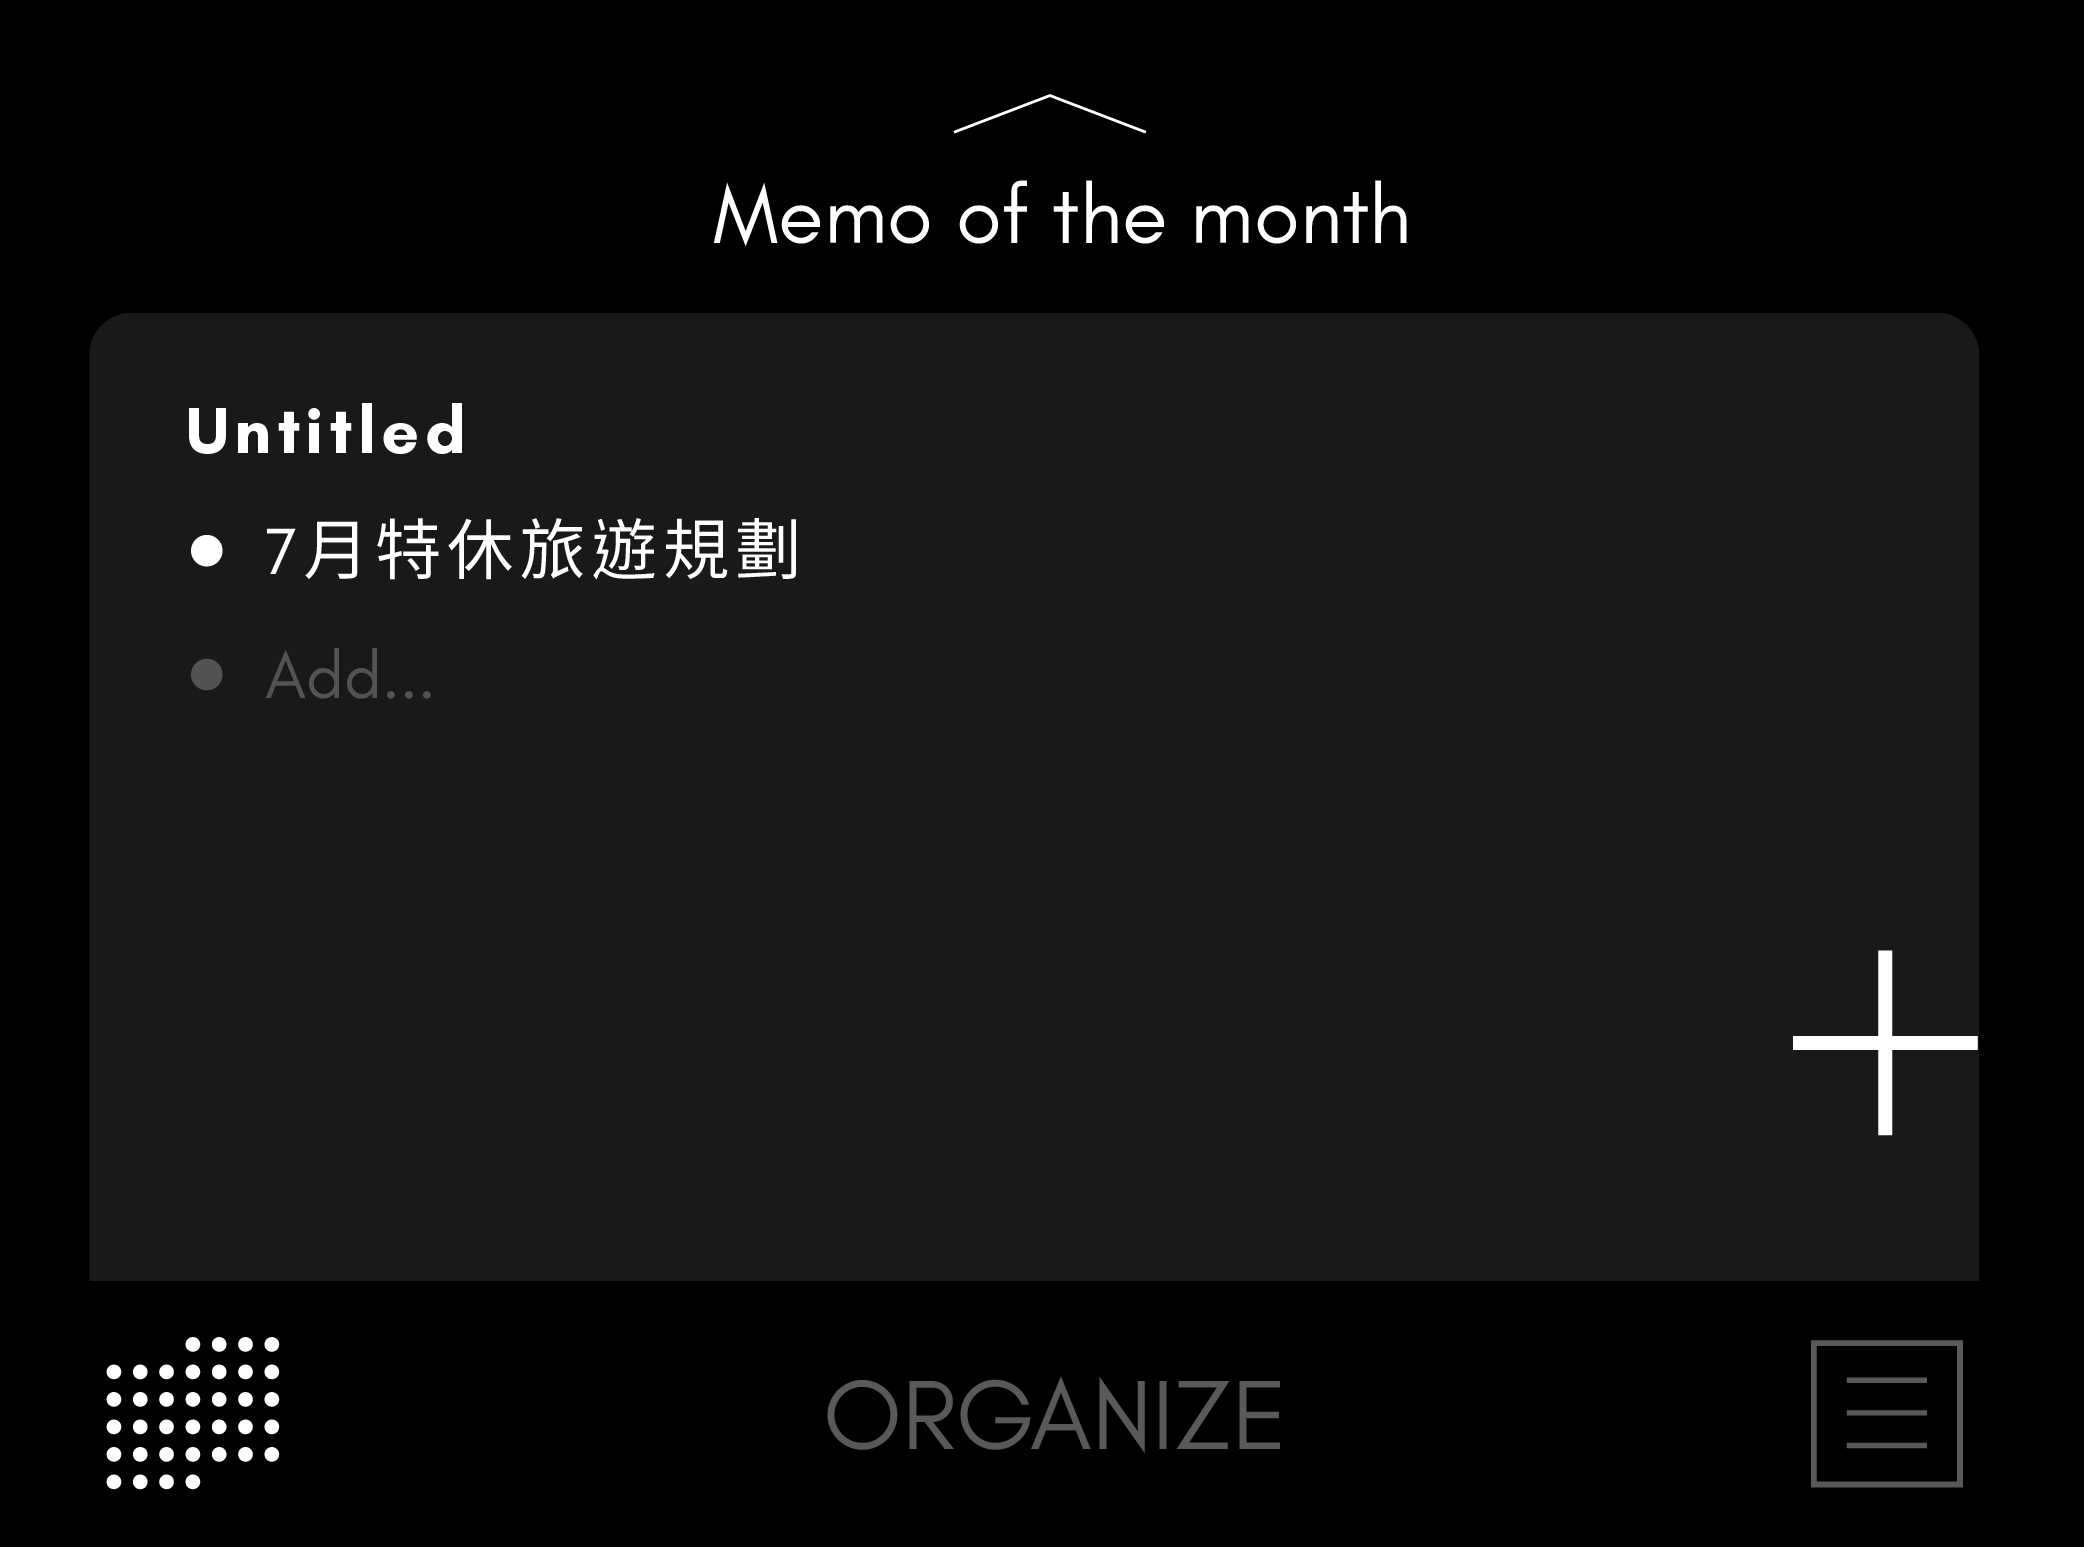 Memo of the month
Untitled
7月特休旅遊規劃
Add...
ORGANIZE